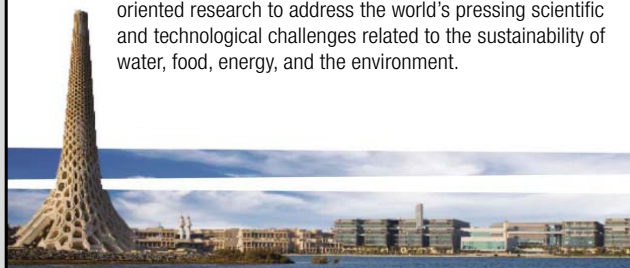 oriented research to address the world's pressing scientific
and technological challenges related to the sustainability of
water, food, energy, and the environment.